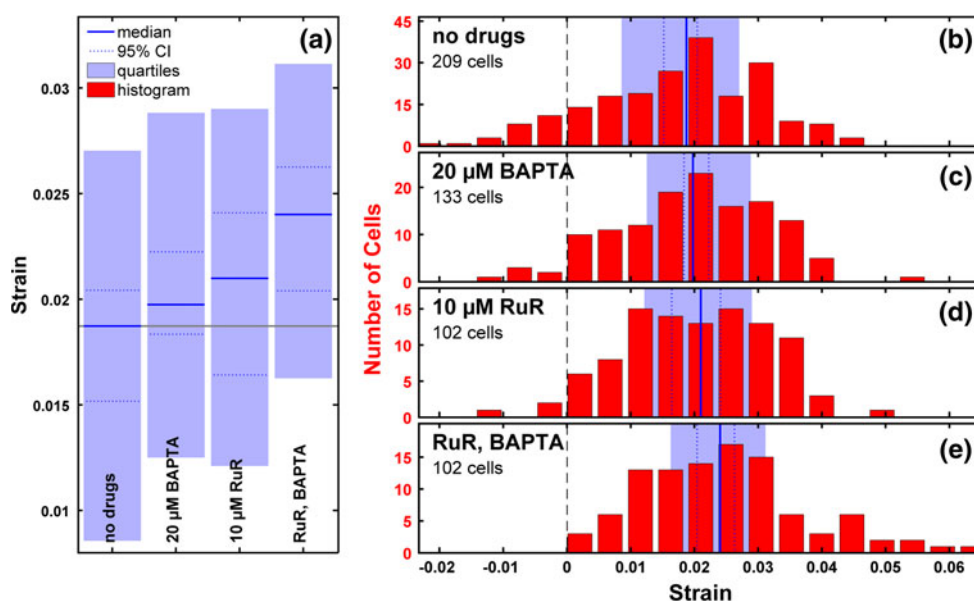 (a)
median
95% CI
quartiles
histogram
Strain
0.03
0.025
0.02
0.015
0.01
no drugs
20 µM BAPTA
10 µM RuR
RuR, BAPTA
Number of Cells
45
30
15
0
no drugs
209 cells
(b)
20
10
0
20 µM BAPTA
133 cells
(c)
15
10
5
0
10 µM RuR
102 cells
(d)
15
10
5
0
RuR, BAPTA
102 cells
(e)
-0.02 -0.01 0 0.01 0.02 0.03 0.04 0.05 0.06
Strain